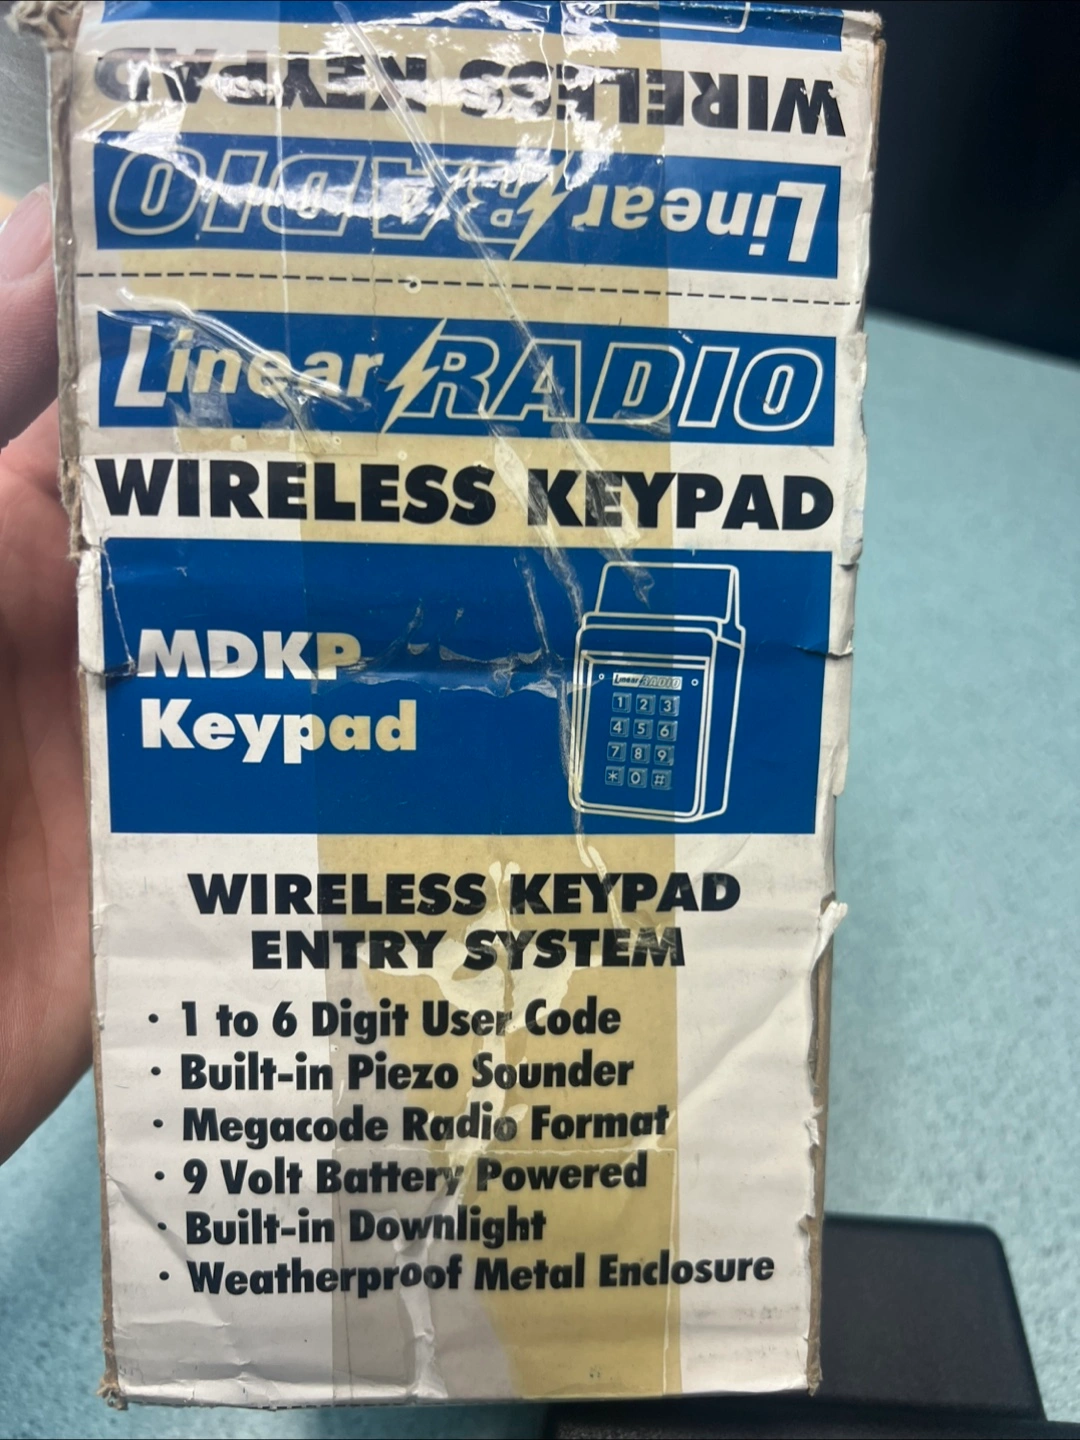 WIRELESS KEYPAD
Linear RADIO
Linear RADIO
WIRELESS KEYPAD
MDKP
Keypad
Linear RADIO
1 2 3
4 5 6
7 8 9
* 0 #
WIRELESS KEYPAD
ENTRY SYSTEM
· 1 to 6 Digit User Code
· Built-in Piezo Sounder
· Megacode Radio Format
· 9 Volt Battery Powered
· Built-in Downlight
· Weatherproof Metal Enclosure